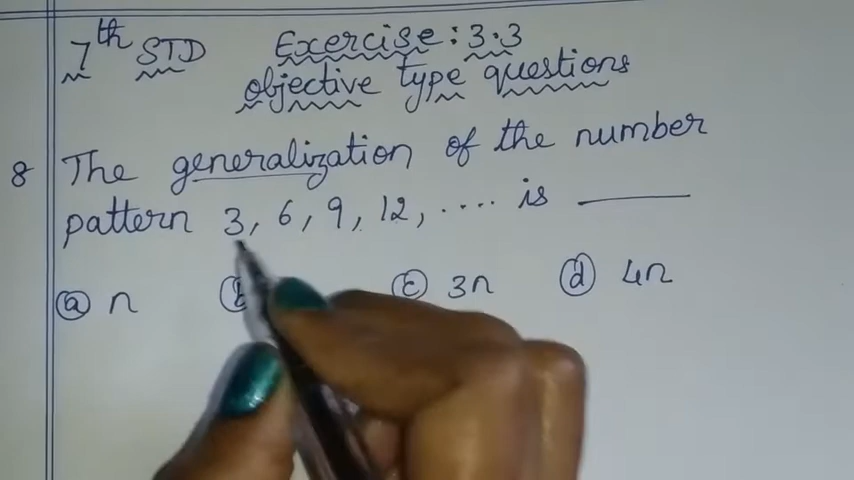 7th STD Exercise: 3.3
objective type questions
8 The generalization of the number
pattern 3, 6, 9, 12, .... is ______
(a) n (b) (c) 3n (d) 4n